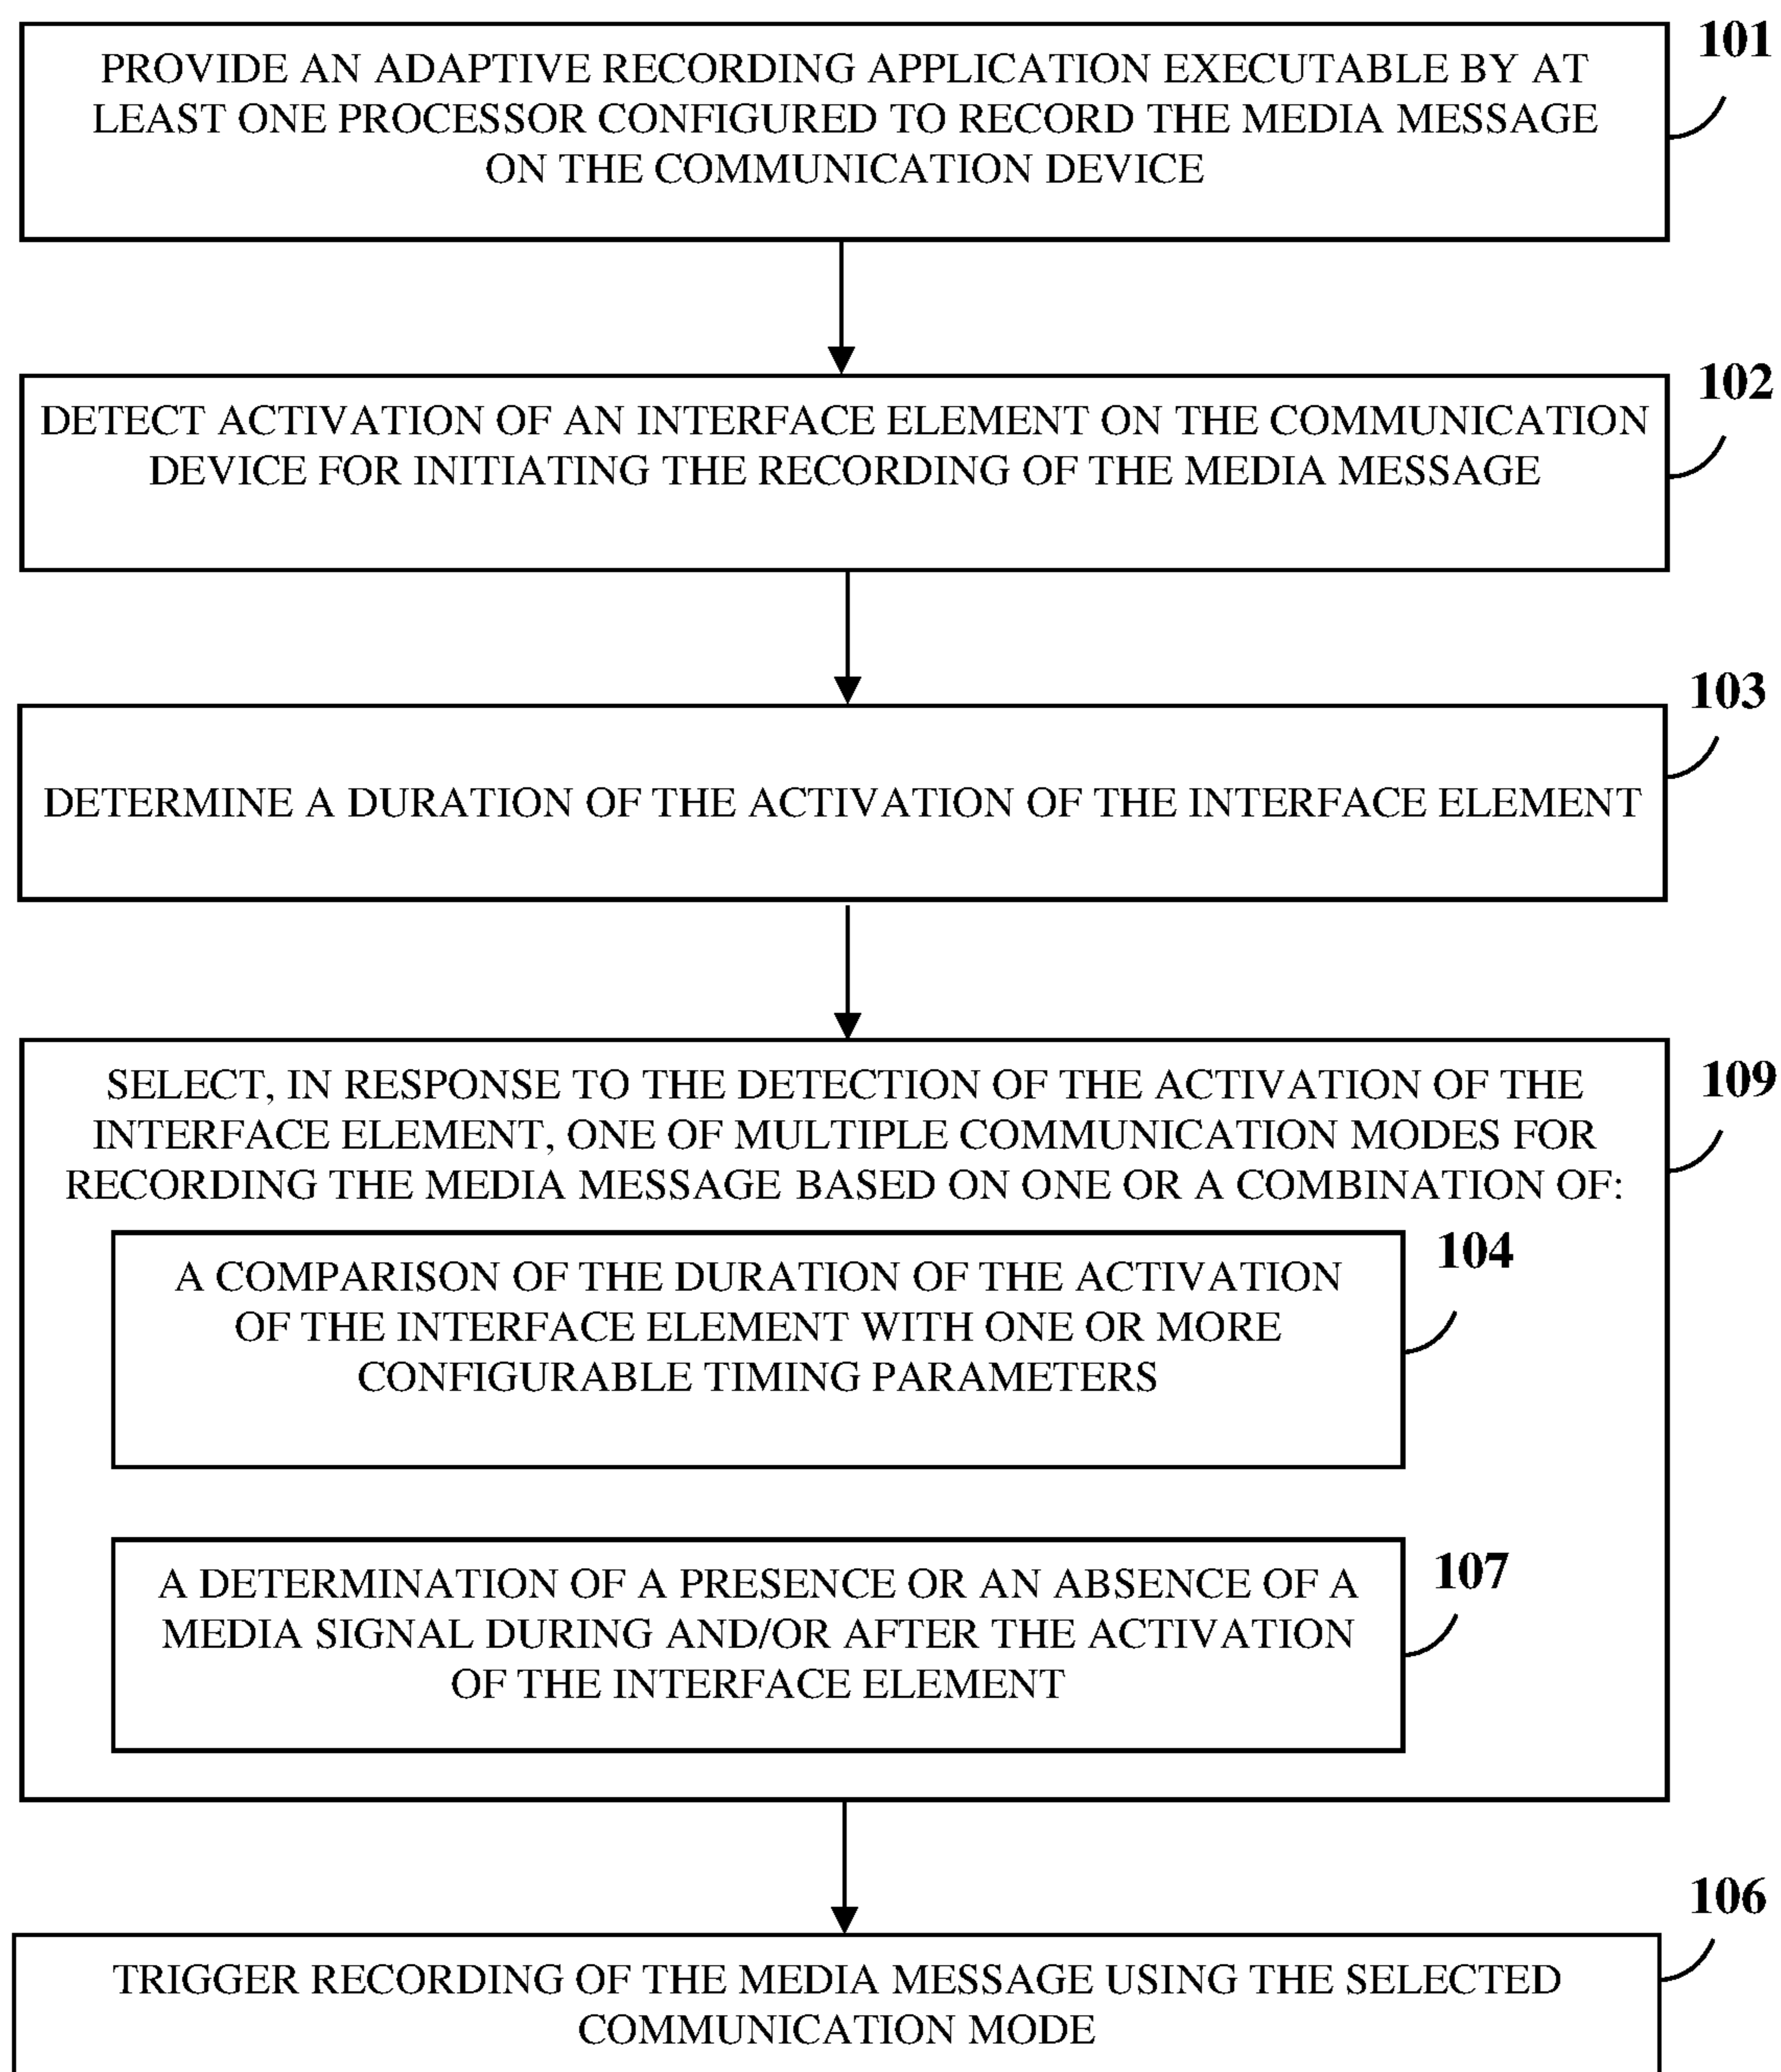 101
PROVIDE AN ADAPTIVE RECORDING APPLICATION EXECUTABLE BY AT
LEAST ONE PROCESSOR CONFIGURED TO RECORD THE MEDIA MESSAGE
ON THE COMMUNICATION DEVICE
102
DETECT ACTIVATION OF AN INTERFACE ELEMENT ON THE COMMUNICATION
DEVICE FOR INITIATING THE RECORDING OF THE MEDIA MESSAGE
103
DETERMINE A DURATION OF THE ACTIVATION OF THE INTERFACE ELEMENT
109
SELECT, IN RESPONSE TO THE DETECTION OF THE ACTIVATION OF THE
INTERFACE ELEMENT, ONE OF MULTIPLE COMMUNICATION MODES FOR
RECORDING THE MEDIA MESSAGE BASED ON ONE OR A COMBINATION OF:
104
A COMPARISON OF THE DURATION OF THE ACTIVATION
OF THE INTERFACE ELEMENT WITH ONE OR MORE
CONFIGURABLE TIMING PARAMETERS
107
A DETERMINATION OF A PRESENCE OR AN ABSENCE OF A
MEDIA SIGNAL DURING AND/OR AFTER THE ACTIVATION
OF THE INTERFACE ELEMENT
106
TRIGGER RECORDING OF THE MEDIA MESSAGE USING THE SELECTED
COMMUNICATION MODE